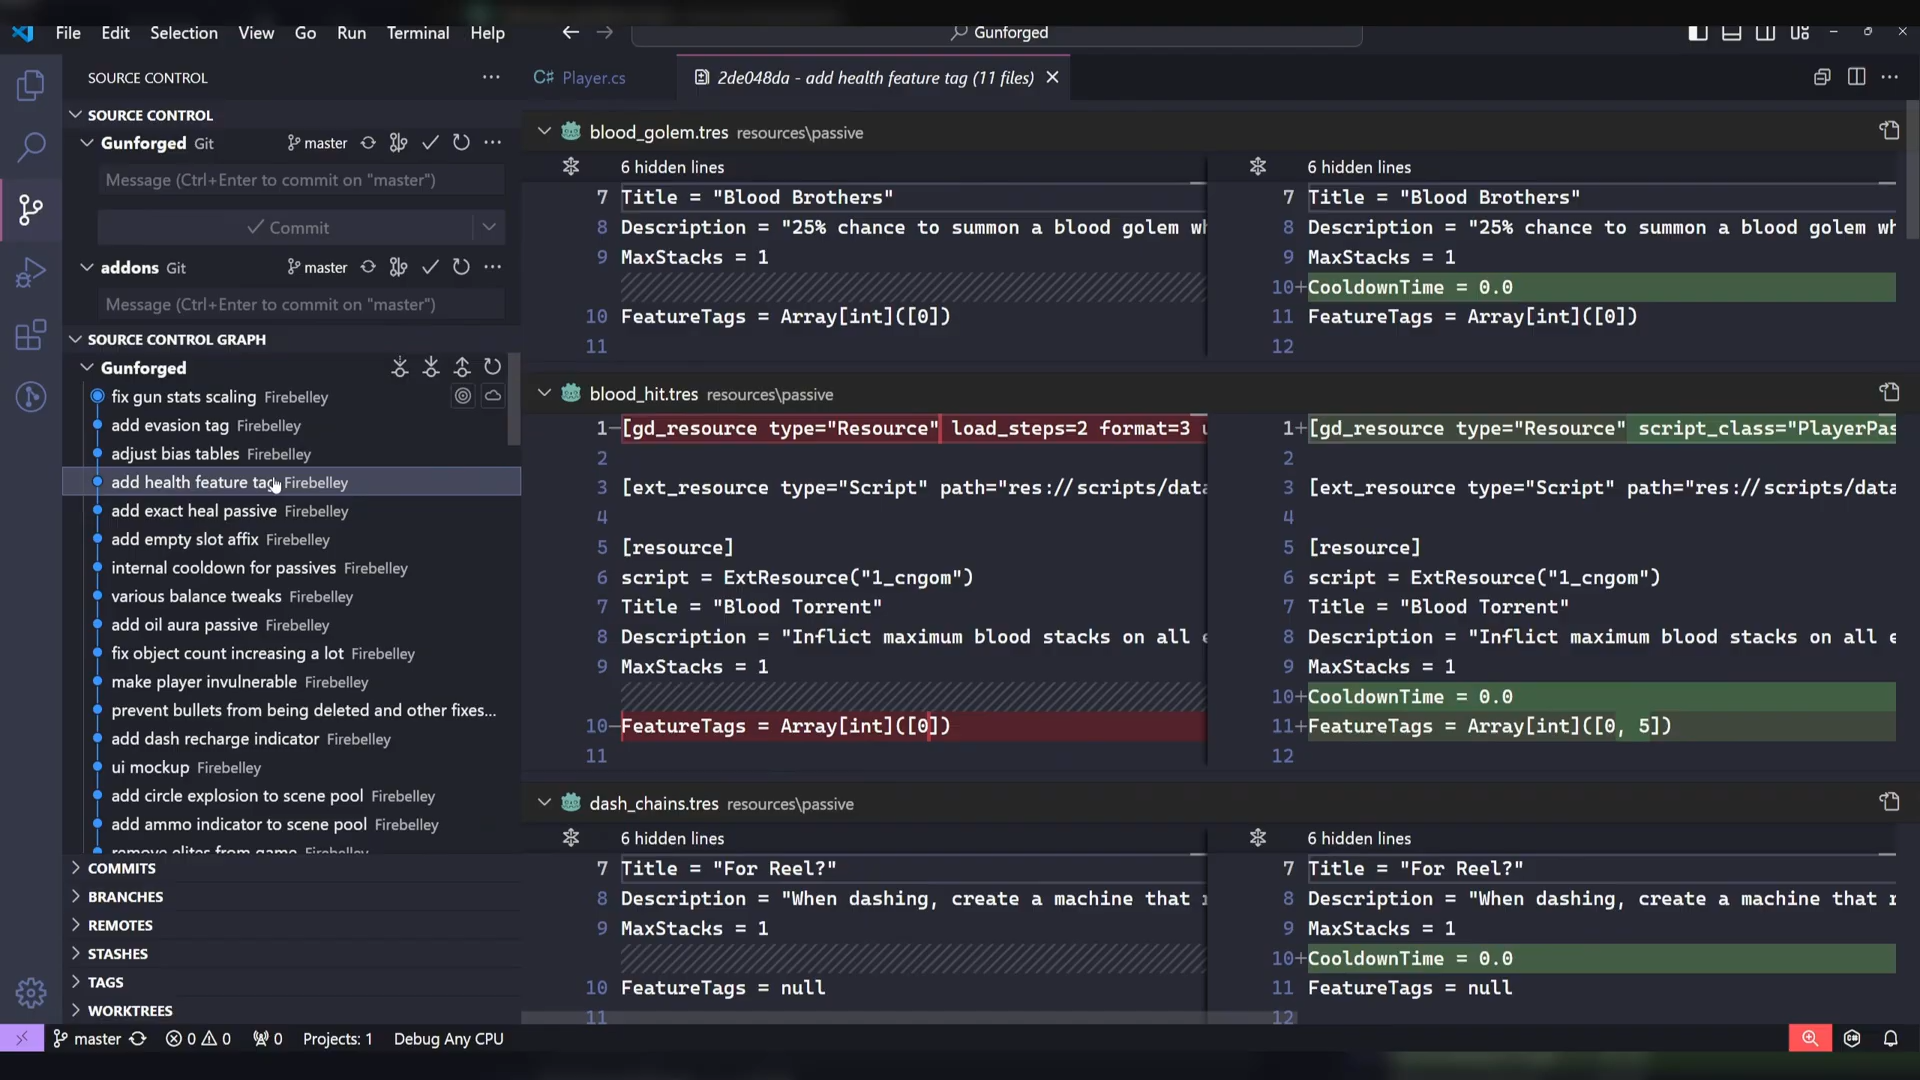 File Edit Selection View Go Run Terminal Help
Gunforged
SOURCE CONTROL
SOURCE CONTROL
Gunforged Git master
Message (Ctrl+Enter to commit on "master")
Commit
addons Git master
Message (Ctrl+Enter to commit on "master")
SOURCE CONTROL GRAPH
Gunforged
fix gun stats scaling Firebelley
add evasion tag Firebelley
adjust bias tables Firebelley
add health feature tag Firebelley
add exact heal passive Firebelley
add empty slot affix Firebelley
internal cooldown for passives Firebelley
various balance tweaks Firebelley
add oil aura passive Firebelley
fix object count increasing a lot Firebelley
make player invulnerable Firebelley
prevent bullets from being deleted and other fixes...
add dash recharge indicator Firebelley
ui mockup Firebelley
add circle explosion to scene pool Firebelley
add ammo indicator to scene pool Firebelley
remove elites from game Firebelley
COMMITS
BRANCHES
REMOTES
STASHES
TAGS
WORKTREES
C# Player.cs
2de048da - add health feature tag (11 files)
blood_golem.tres resources\passive
6 hidden lines
7 Title = "Blood Brothers"
8 Description = "25% chance to summon a blood golem wh
9 MaxStacks = 1
10 FeatureTags = Array[int]([0])
11
6 hidden lines
7 Title = "Blood Brothers"
8 Description = "25% chance to summon a blood golem wh
9 MaxStacks = 1
10+CooldownTime = 0.0
11 FeatureTags = Array[int]([0])
12
blood_hit.tres resources\passive
1-[gd_resource type="Resource" load_steps=2 format=3 u
2
3 [ext_resource type="Script" path="res://scripts/data
4
5 [resource]
6 script = ExtResource("1_cngom")
7 Title = "Blood Torrent"
8 Description = "Inflict maximum blood stacks on all e
9 MaxStacks = 1
10-FeatureTags = Array[int]([0])
11
1+[gd_resource type="Resource" script_class="PlayerPas
2
3 [ext_resource type="Script" path="res://scripts/data
4
5 [resource]
6 script = ExtResource("1_cngom")
7 Title = "Blood Torrent"
8 Description = "Inflict maximum blood stacks on all e
9 MaxStacks = 1
10+CooldownTime = 0.0
11+FeatureTags = Array[int]([0, 5])
12
dash_chains.tres resources\passive
6 hidden lines
7 Title = "For Reel?"
8 Description = "When dashing, create a machine that r
9 MaxStacks = 1
10 FeatureTags = null
11
6 hidden lines
7 Title = "For Reel?"
8 Description = "When dashing, create a machine that r
9 MaxStacks = 1
10+CooldownTime = 0.0
11 FeatureTags = null
12
master 0 0 0 Projects: 1 Debug Any CPU